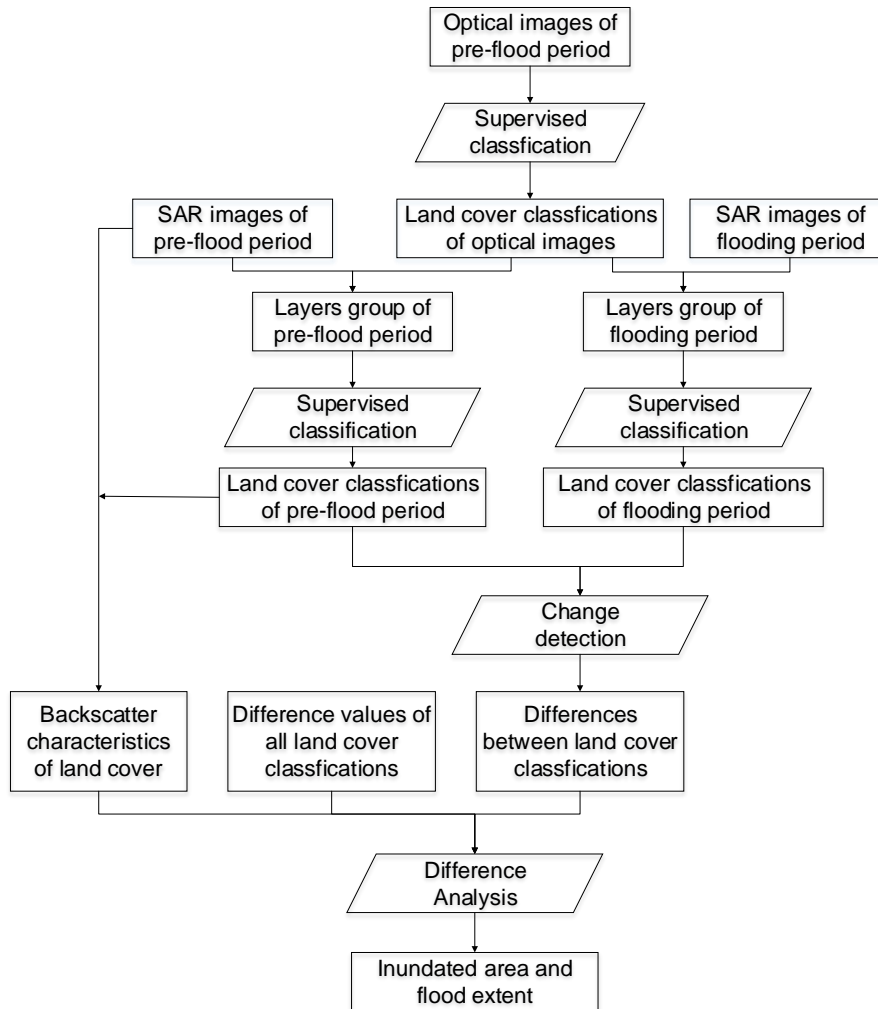 Optical images of
pre-flood period
Supervised
classfication
SAR images of
pre-flood period
Land cover classfications
of optical images
SAR images of
flooding period
Layers group of
pre-flood period
Layers group of
flooding period
Supervised
classification
Supervised
classification
Land cover classfications
of pre-flood period
Land cover classfications
of flooding period
Change
detection
Backscatter
characteristics
of land cover
Difference values of
all land cover
classfications
Differences
between land cover
classfications
Difference
Analysis
Inundated area and
flood extent